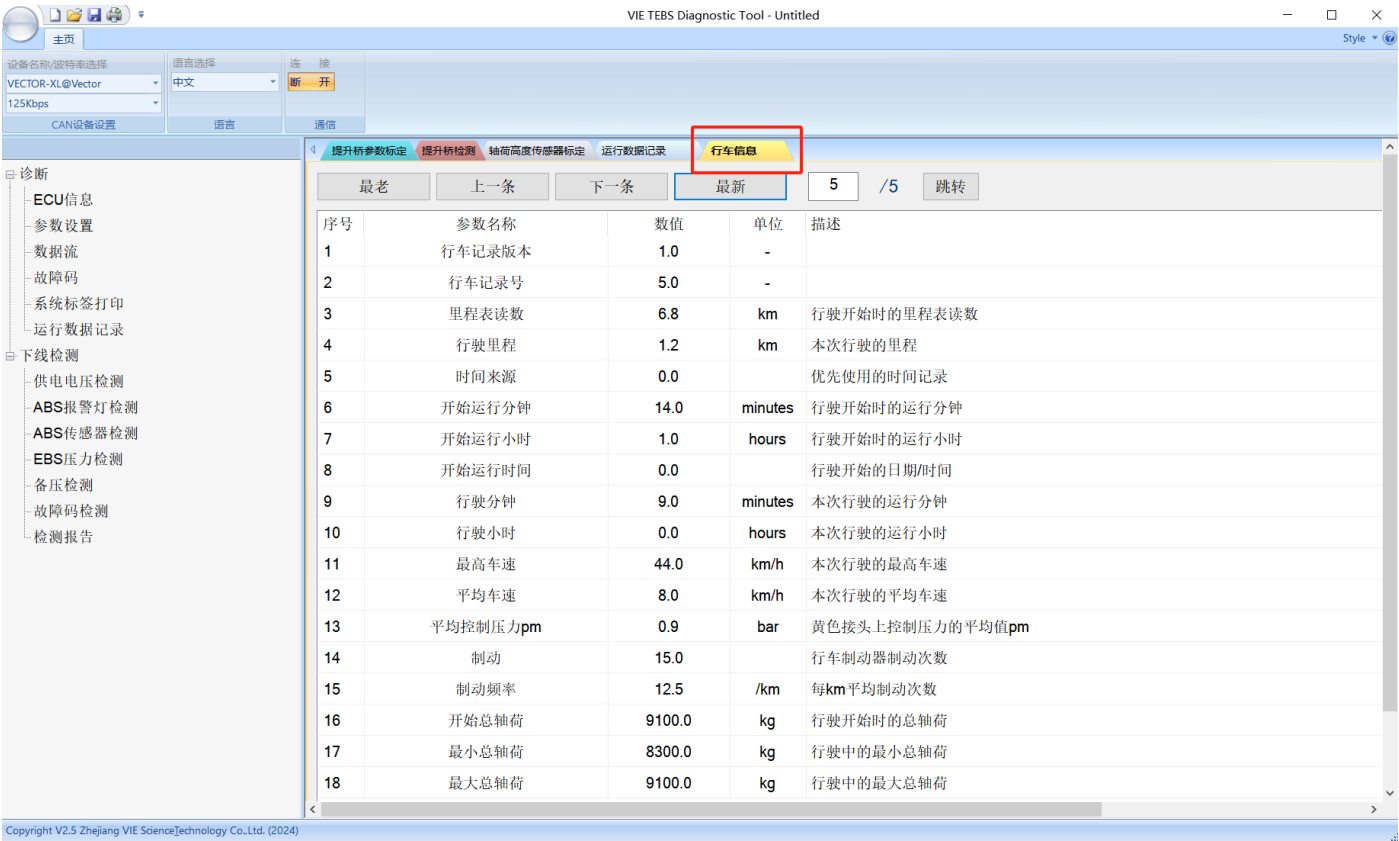 VIE TEBS Diagnostic Tool - Untitled
主页
Style
设备名称/波特率选择
VECTOR-XL@Vector
125Kbps
CAN设备设置
语言选择
中文
语言
连 接
断 开
通信
诊断
ECU信息
参数设置
数据流
故障码
系统标签打印
运行数据记录
下线检测
供电电压检测
ABS报警灯检测
ABS传感器检测
EBS压力检测
备压检测
故障码检测
检测报告
提升桥参数标定 提升桥检测 轴荷高度传感器标定 运行数据记录 行车信息
最老 上一条 下一条 最新 5 /5 跳转
序号 参数名称 数值 单位 描述
1 行车记录版本 1.0 -
2 行车记录号 5.0 -
3 里程表读数 6.8 km 行驶开始时的里程表读数
4 行驶里程 1.2 km 本次行驶的里程
5 时间来源 0.0 优先使用的时间记录
6 开始运行分钟 14.0 minutes 行驶开始时的运行分钟
7 开始运行小时 1.0 hours 行驶开始时的运行小时
8 开始运行时间 0.0 行驶开始的日期/时间
9 行驶分钟 9.0 minutes 本次行驶的运行分钟
10 行驶小时 0.0 hours 本次行驶的运行小时
11 最高车速 44.0 km/h 本次行驶的最高车速
12 平均车速 8.0 km/h 本次行驶的平均车速
13 平均控制压力pm 0.9 bar 黄色接头上控制压力的平均值pm
14 制动 15.0 行车制动器制动次数
15 制动频率 12.5 /km 每km平均制动次数
16 开始总轴荷 9100.0 kg 行驶开始时的总轴荷
17 最小总轴荷 8300.0 kg 行驶中的最小总轴荷
18 最大总轴荷 9100.0 kg 行驶中的最大总轴荷
Copyright V2.5 Zhejiang VIE ScienceTechnology Co.,Ltd. (2024)